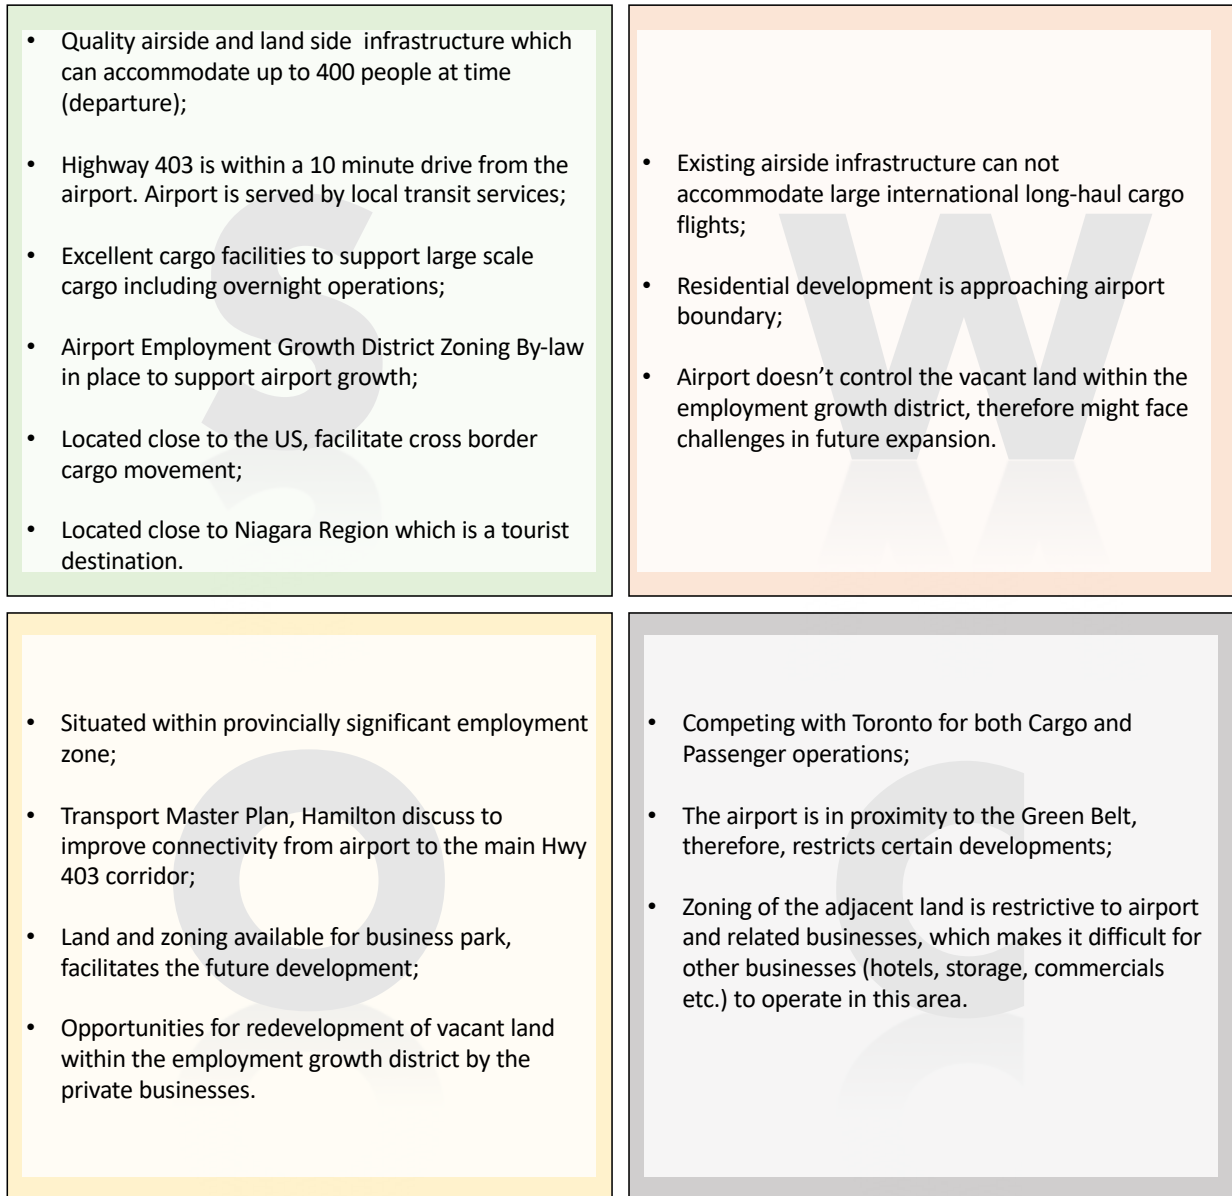 • Quality airside and land side  infrastructure which
can accommodate up to 400 people at time
(departure);
• Highway 403 is within a 10 minute drive from the
airport. Airport is served by local transit services;
• Excellent cargo facilities to support large scale
cargo including overnight operations;
• Airport Employment Growth District Zoning By-law
in place to support airport growth;
• Located close to the US, facilitate cross border
cargo movement;
• Located close to Niagara Region which is a tourist
destination.
S
• Existing airside infrastructure can not
accommodate large international long-haul cargo
flights;
• Residential development is approaching airport
boundary;
• Airport doesn’t control the vacant land within the
employment growth district, therefore might face
challenges in future expansion.
W
• Situated within provincially significant employment
zone;
• Transport Master Plan, Hamilton discuss to
improve connectivity from airport to the main Hwy
403 corridor;
• Land and zoning available for business park,
facilitates the future development;
• Opportunities for redevelopment of vacant land
within the employment growth district by the
private businesses.
O
• Competing with Toronto for both Cargo and
Passenger operations;
• The airport is in proximity to the Green Belt,
therefore, restricts certain developments;
• Zoning of the adjacent land is restrictive to airport
and related businesses, which makes it difficult for
other businesses (hotels, storage, commercials
etc.) to operate in this area.
C